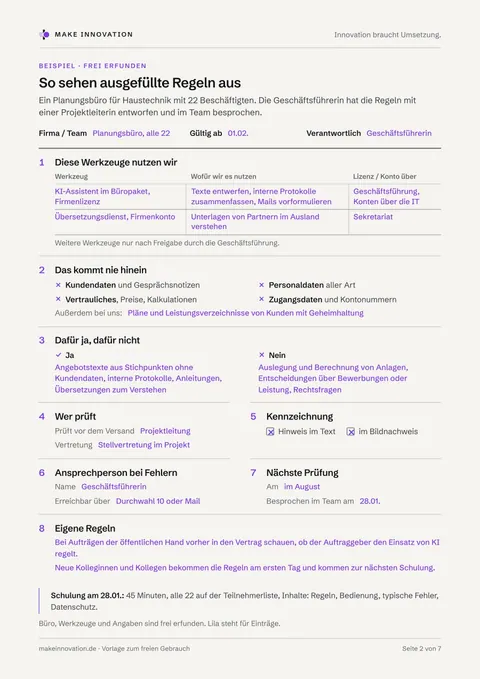 MAKE INNOVATION
Innovation braucht Umsetzung.
BEISPIEL · FREI ERFUNDEN
So sehen ausgefüllte Regeln aus
Ein Planungsbüro für Haustechnik mit 22 Beschäftigten. Die Geschäftsführerin hat die Regeln mit
einer Projektleiterin entworfen und im Team besprochen.
Firma / Team Planungsbüro, alle 22 Gültig ab 01.02. Verantwortlich Geschäftsführerin
1 Diese Werkzeuge nutzen wir
Werkzeug Wofür wir es nutzen Lizenz / Konto über
KI-Assistent im Büropaket, Texte entwerfen, interne Protokolle Geschäftsführung,
Firmenlizenz zusammenfassen, Mails vorformulieren Konten über die IT
Übersetzungsdienst, Firmenkonto Unterlagen von Partnern im Ausland Sekretariat
verstehen
Weitere Werkzeuge nur nach Freigabe durch die Geschäftsführung.
2 Das kommt nie hinein
× Kundendaten und Gesprächsnotizen × Personaldaten aller Art
× Vertrauliches, Preise, Kalkulationen × Zugangsdaten und Kontonummern
Außerdem bei uns: Pläne und Leistungsverzeichnisse von Kunden mit Geheimhaltung
3 Dafür ja, dafür nicht
✓ Ja
Angebotstexte aus Stichpunkten ohne
Kundendaten, interne Protokolle, Anleitungen,
Übersetzungen zum Verstehen
× Nein
Auslegung und Berechnung von Anlagen,
Entscheidungen über Bewerbungen oder
Leistung, Rechtsfragen
4 Wer prüft
Prüft vor dem Versand Projektleitung
Vertretung Stellvertretung im Projekt
5 Kennzeichnung
☒ Hinweis im Text ☒ im Bildnachweis
6 Ansprechperson bei Fehlern
Name Geschäftsführerin
Erreichbar über Durchwahl 10 oder Mail
7 Nächste Prüfung
Am im August
Besprochen im Team am 28.01.
8 Eigene Regeln
Bei Aufträgen der öffentlichen Hand vorher in den Vertrag schauen, ob der Auftraggeber den Einsatz von KI
regelt.
Neue Kolleginnen und Kollegen bekommen die Regeln am ersten Tag und kommen zur nächsten Schulung.
Schulung am 28.01.: 45 Minuten, alle 22 auf der Teilnehmerliste, Inhalte: Regeln, Bedienung, typische Fehler,
Datenschutz.
Büro, Werkzeuge und Angaben sind frei erfunden. Lila steht für Einträge.
makeinnovation.de · Vorlage zum freien Gebrauch
Seite 2 von 7